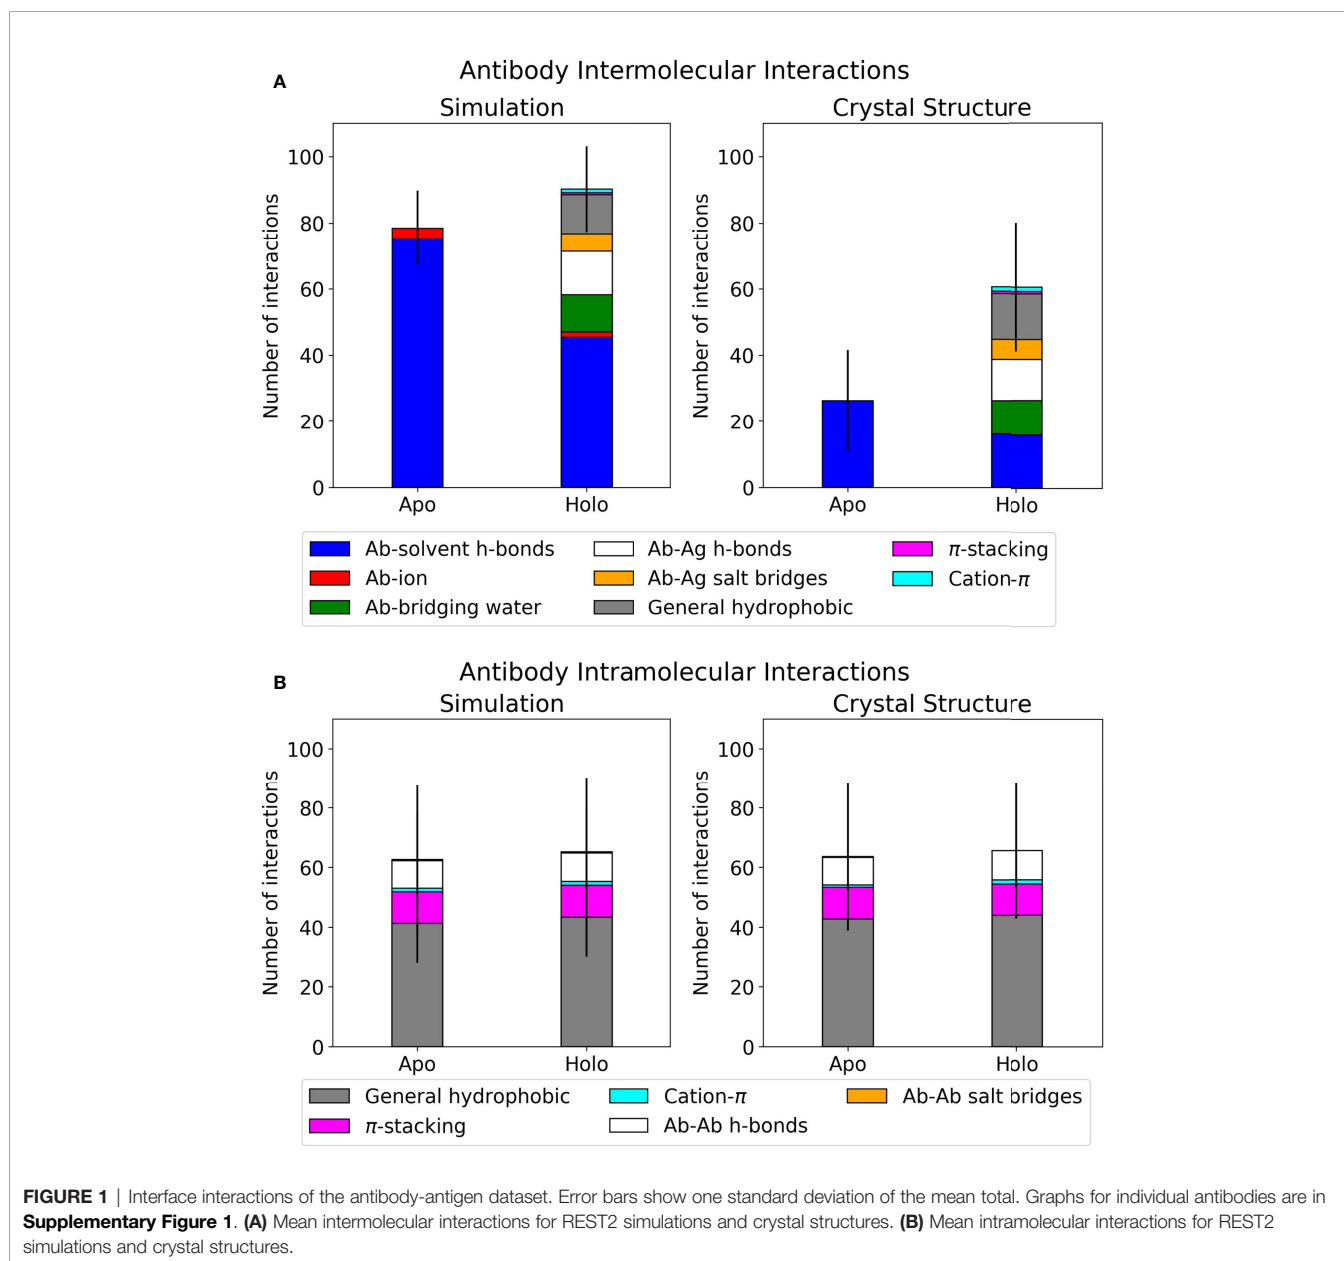 A
Antibody Intermolecular Interactions
Simulation
Crystal Structure
Number of interactions
100
80
60
40
20
0
Apo
Holo
Number of interactions
100
80
60
40
20
0
Apo
Holo
Ab-solvent h-bonds
Ab-ion
Ab-bridging water
Ab-Ag h-bonds
Ab-Ag salt bridges
General hydrophobic
π-stacking
Cation-π
B
Antibody Intramolecular Interactions
Simulation
Crystal Structure
Number of interactions
100
80
60
40
20
0
Apo
Holo
Number of interactions
100
80
60
40
20
0
Apo
Holo
General hydrophobic
π-stacking
Cation-π
Ab-Ab h-bonds
Ab-Ab salt bridges
FIGURE 1 | Interface interactions of the antibody-antigen dataset. Error bars show one standard deviation of the mean total. Graphs for individual antibodies are in
Supplementary Figure 1. (A) Mean intermolecular interactions for REST2 simulations and crystal structures. (B) Mean intramolecular interactions for REST2
simulations and crystal structures.